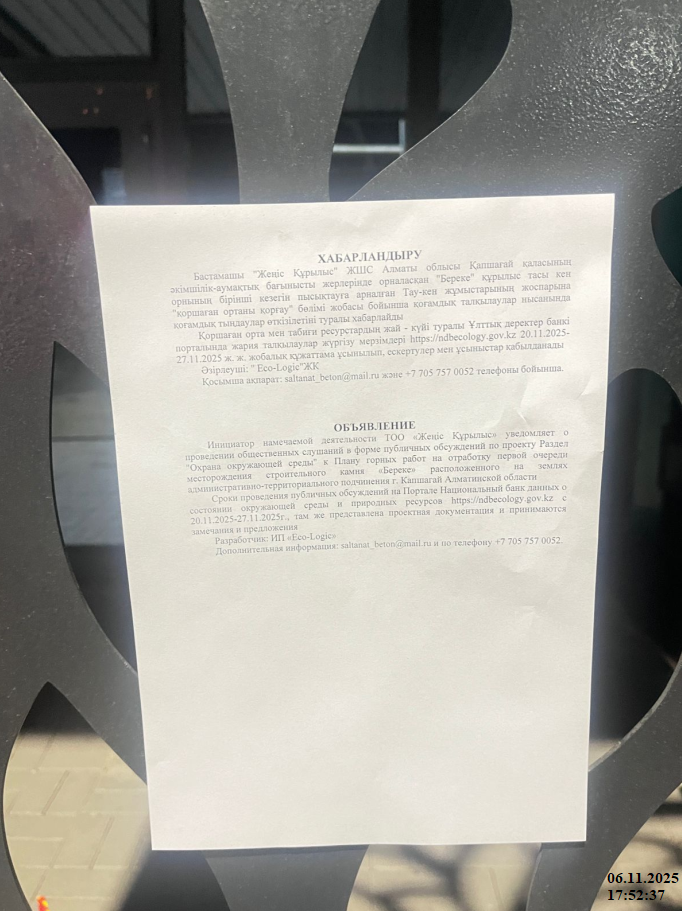 ХАБАРЛАНДЫРУ
Бастамашы "Жеңіс Құрылыс" ЖШС Алматы облысы Қапшағай қаласының
әкімшілік-аумақтық бағынысты жерлерінде орналасқан "Береке" құрылыс тасы кен
орнының бірінші кезегін пысықтауға арналған Тау-кен жұмыстарының жоспарына
"қоршаған ортаны қорғау" бөлімі жобасы бойынша қоғамдық талқылаулар нысанында
қоғамдық тыңдаулар өткізілетіні туралы хабарлайды
Қоршаған орта мен табиғи ресурстардың жай - күйі туралы Ұлттық деректер банкі
порталында жария талқылаулар жүргізу мерзімдері https://ndbecology.gov.kz 20.11.2025-
27.11.2025 ж. ж. жобалық құжаттама ұсынылып, ескертулер мен ұсыныстар қабылданады
Әзірлеуші: " Eco-Logic"ЖК
Қосымша ақпарат: saltanat_beton@mail.ru және +7 705 757 0052 телефоны бойынша.
ОБЪЯВЛЕНИЕ
Инициатор намечаемой деятельности ТОО «Жеңіс Құрылыс» уведомляет о
проведении общественных слушаний в форме публичных обсуждений по проекту Раздел
"Охрана окружающей среды" к Плану горных работ на отработку первой очереди
месторождения строительного камня «Береке» расположенного на землях
административно-территориального подчинения г. Капшагай Алматинской области
Сроки проведения публичных обсуждений на Портале Национальный банк данных о
состоянии окружающей среды и природных ресурсов https://ndbecology.gov.kz с
20.11.2025-27.11.2025г., там же представлена проектная документация и принимаются
замечания и предложения
Разработчик: ИП «Eco-Logic»
Дополнительная информация: saltanat_beton@mail.ru и по телефону +7 705 757 0052.
06.11.2025
17:52:37